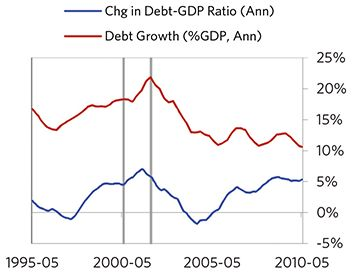 Chg in Debt-GDP Ratio (Ann)
Debt Growth (%GDP, Ann)
25%
20%
15%
10%
5%
0%
-5%
1995-05 2000-05 2005-05 2010-05